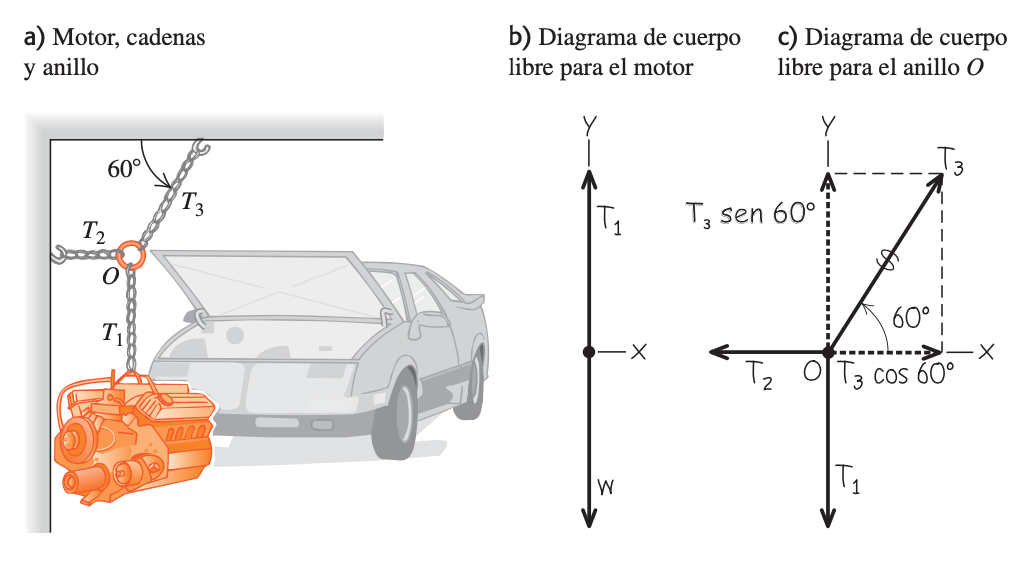 a) Motor, cadenas
y anillo
60°
T3
T2
O
T1
b) Diagrama de cuerpo
libre para el motor
y
T1
x
w
c) Diagrama de cuerpo
libre para el anillo O
y
T3
T3 sen 60°
60°
x
T2
O
T3 cos 60°
T1